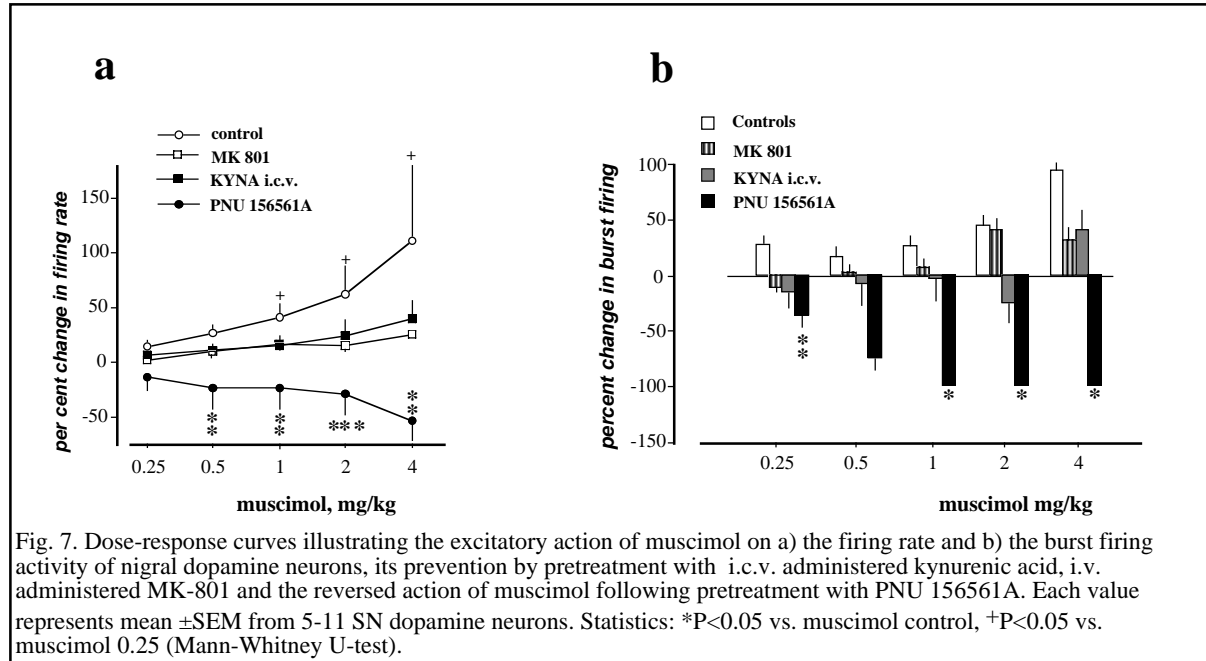 a
control
MK 801
KYNA i.c.v.
PNU 156561A
per cent change in firing rate
150
100
50
0
-50
+
+
+
*
*
*
*
***
*
*
0.25 0.5 1 2 4
muscimol, mg/kg
b
Controls
MK 801
KYNA i.c.v.
PNU 156561A
percent change in burst firing
100
50
0
-50
-100
-150
*
*
* * *
0.25 0.5 1 2 4
muscimol mg/kg
Fig. 7. Dose-response curves illustrating the excitatory action of muscimol on a) the firing rate and b) the burst firing
activity of nigral dopamine neurons, its prevention by pretreatment with i.c.v. administered kynurenic acid, i.v.
administered MK-801 and the reversed action of muscimol following pretreatment with PNU 156561A. Each value
represents mean ±SEM from 5-11 SN dopamine neurons. Statistics: *P<0.05 vs. muscimol control, +P<0.05 vs.
muscimol 0.25 (Mann-Whitney U-test).